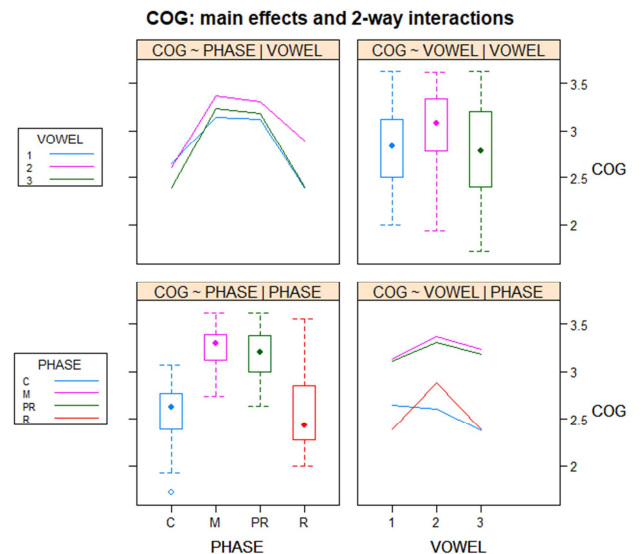 COG: main effects and 2-way interactions
COG ~ PHASE | VOWEL
COG ~ VOWEL | VOWEL
VOWEL
1
2
3
3.5
3
2.5
2
COG
COG ~ PHASE | PHASE
COG ~ VOWEL | PHASE
PHASE
C
M
PR
R
3.5
3
2.5
2
COG
C M PR R
1 2 3
PHASE
VOWEL